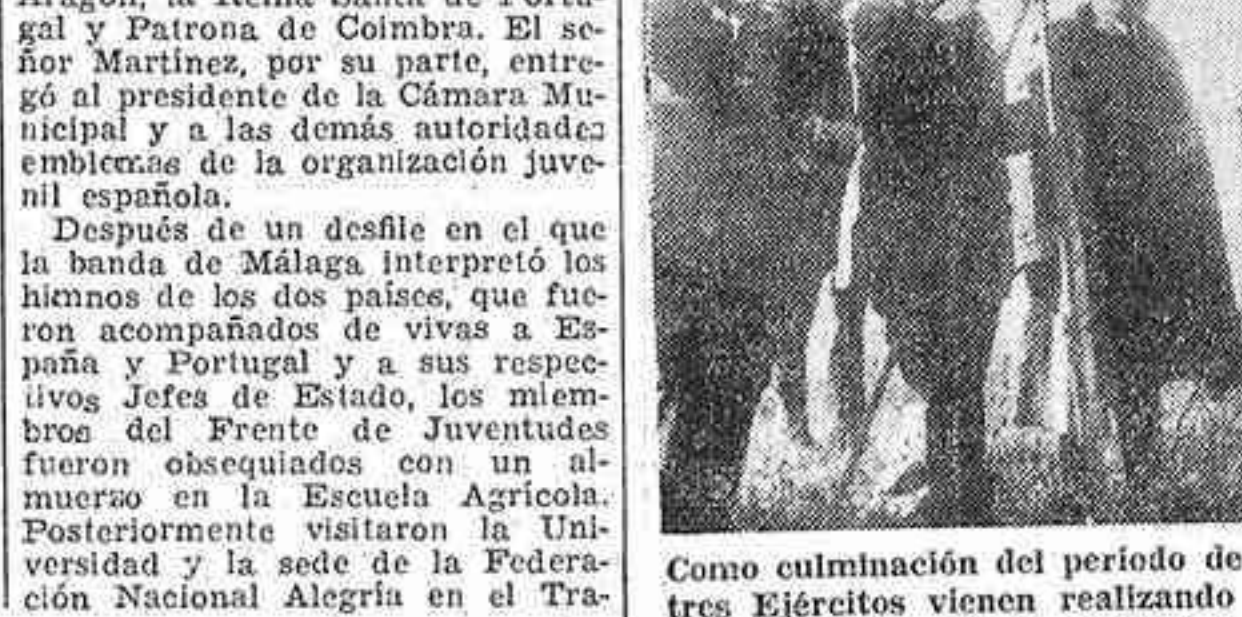 Aragón, la Reina Santa de Portu-
gal y Patrona de Coimbra. El se-
ñor Martínez, por su parte, entre-
gó al presidente de la Cámara Mu-
nicipal y a las demás autoridades
emblemas de la organización juve-
nil española.
Después de un desfile en el que
la banda de Málaga interpretó los
himnos de los dos países, que fue-
ron acompañados de vivas a Es-
paña y Portugal y a sus respec-
tivos Jefes de Estado, los miem-
bros del Frente de Juventudes
fueron obsequiados con un al-
muerzo en la Escuela Agrícola.
Posteriormente visitaron la Uni-
versidad y la sede de la Federa-
ción Nacional Alegría en el Tra-
Como culminación del período de
tres Ejércitos vienen realizando